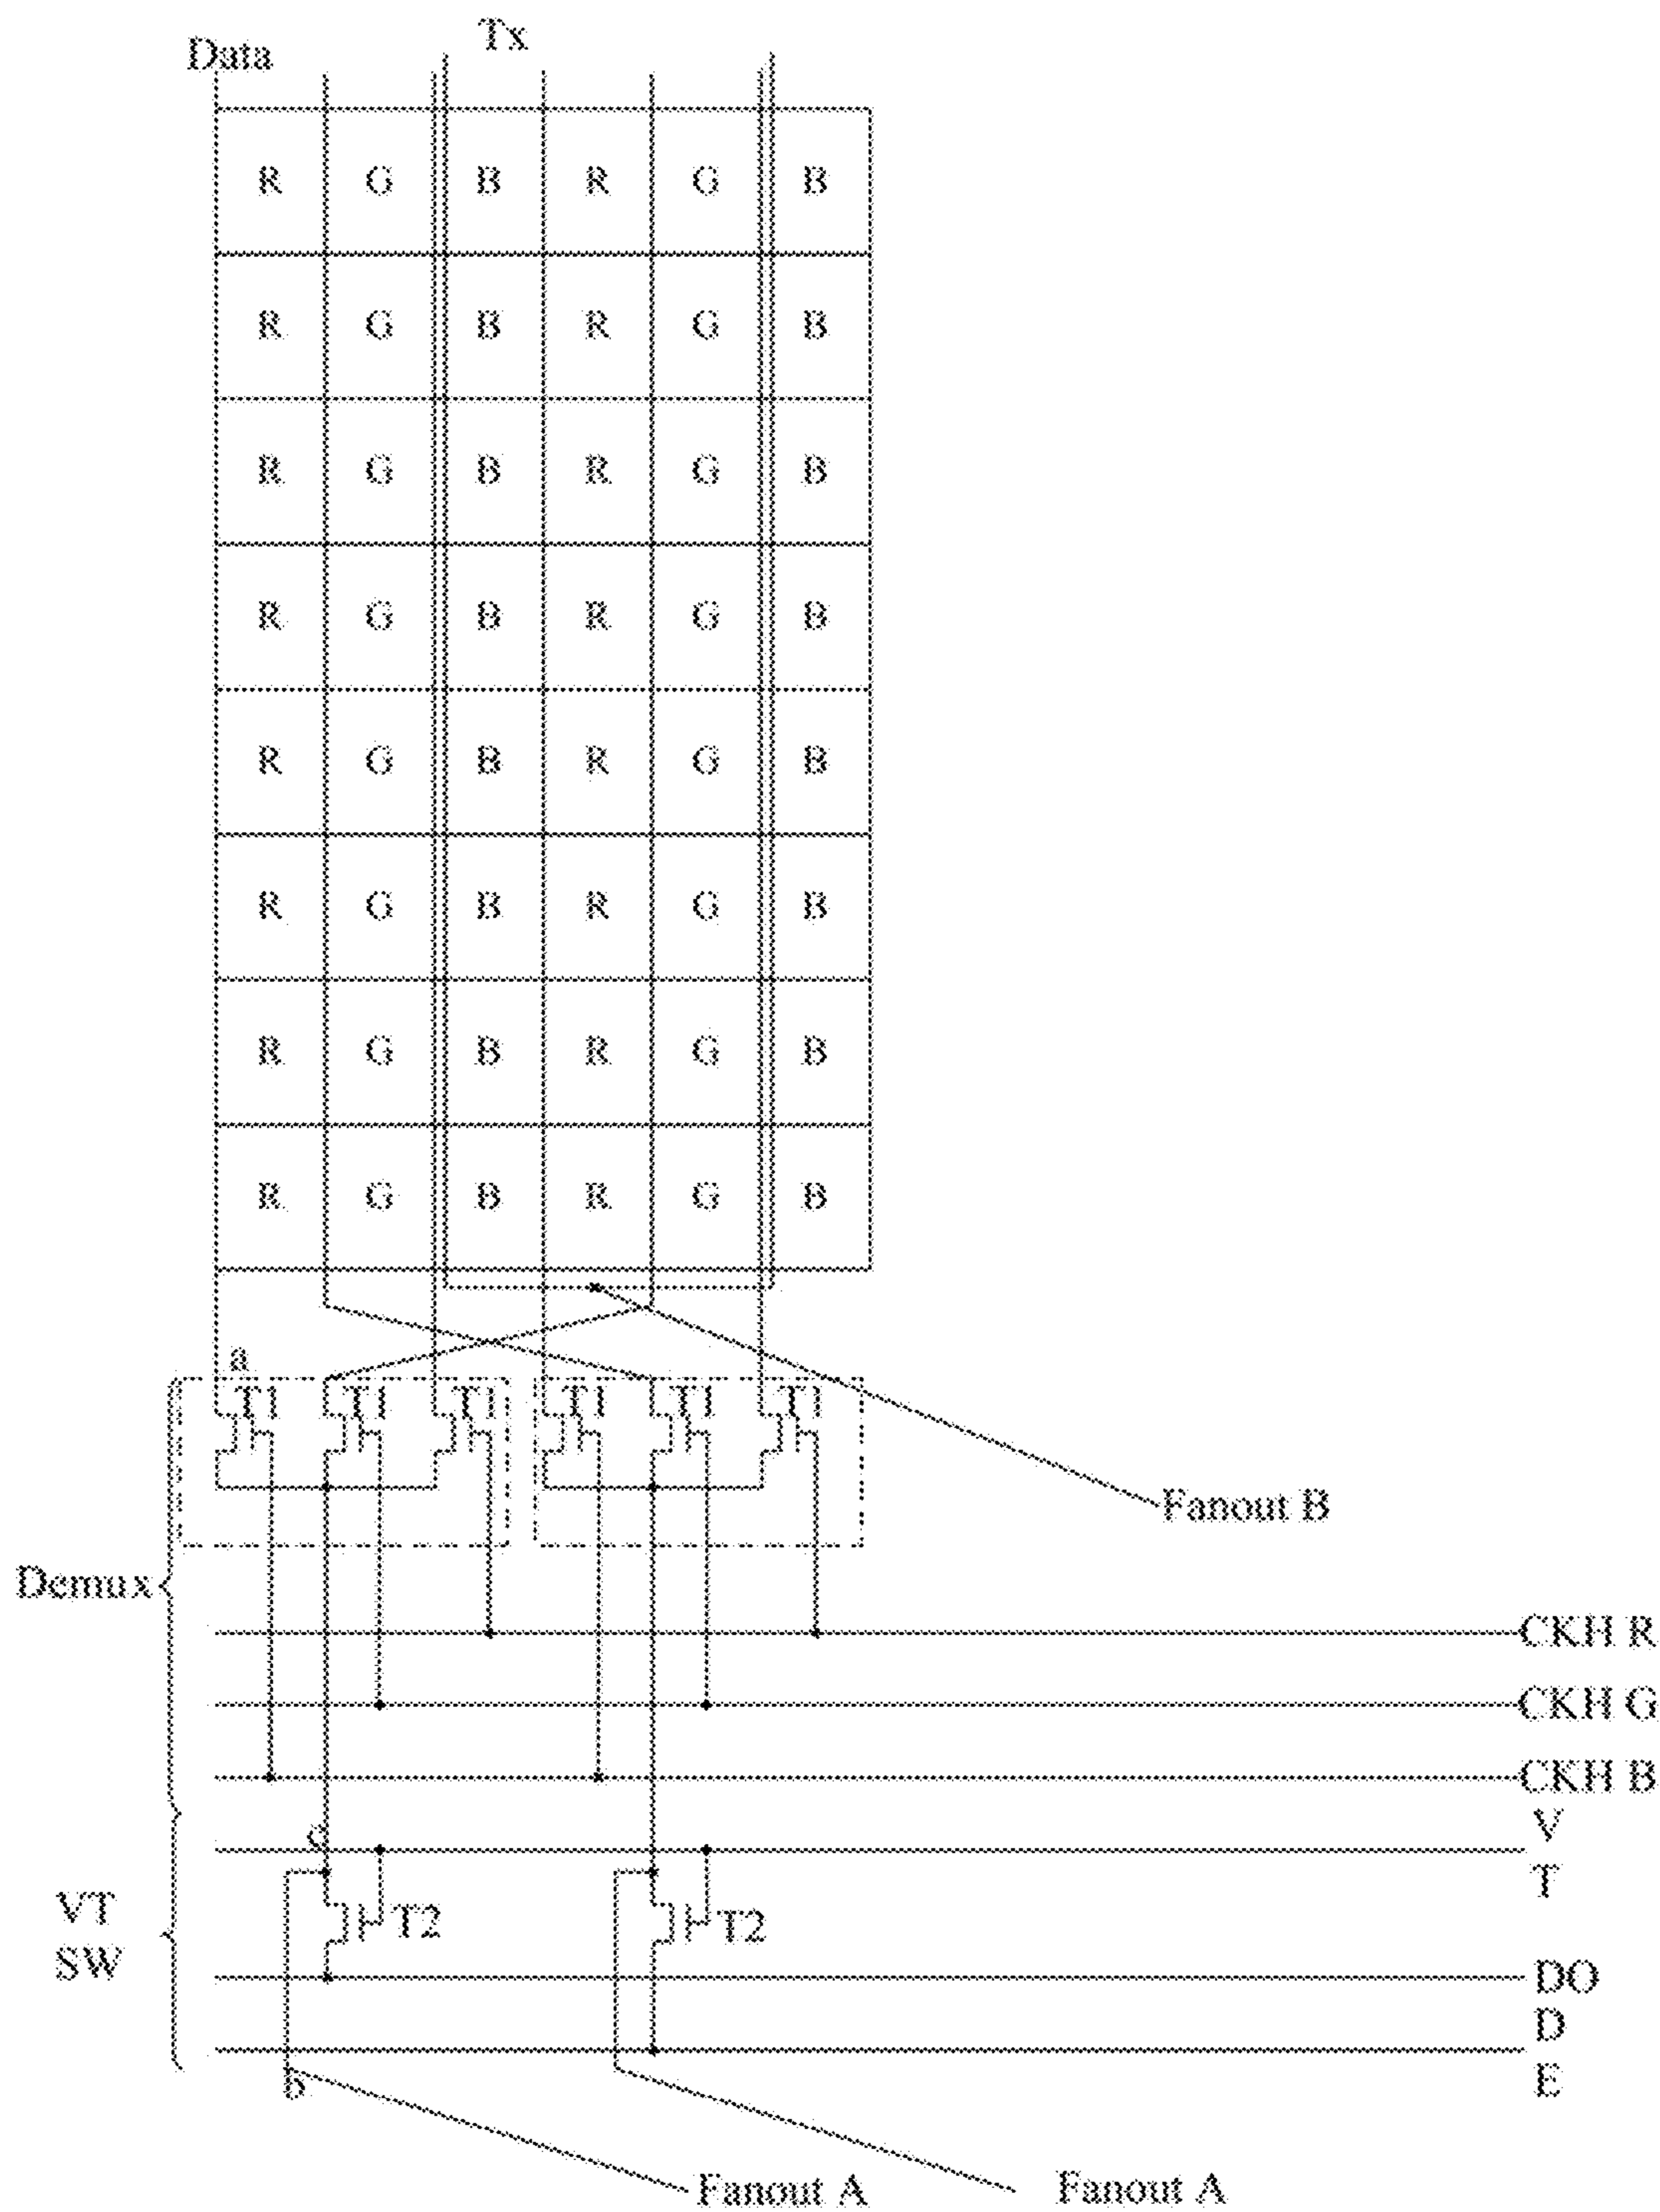 Data Tx
R G B R G B
R G B R G B
R G B R G B
R G B R G B
R G B R G B
R G B R G B
R G B R G B
R G B R G B
a
T1 T1 T1 T1 T1 T1
Fanout B
Demux
CKH R
CKH G
CKH B
V
T
c
VT
SW
T2 T2
DO
D
E
b
Fanout A Fanout A